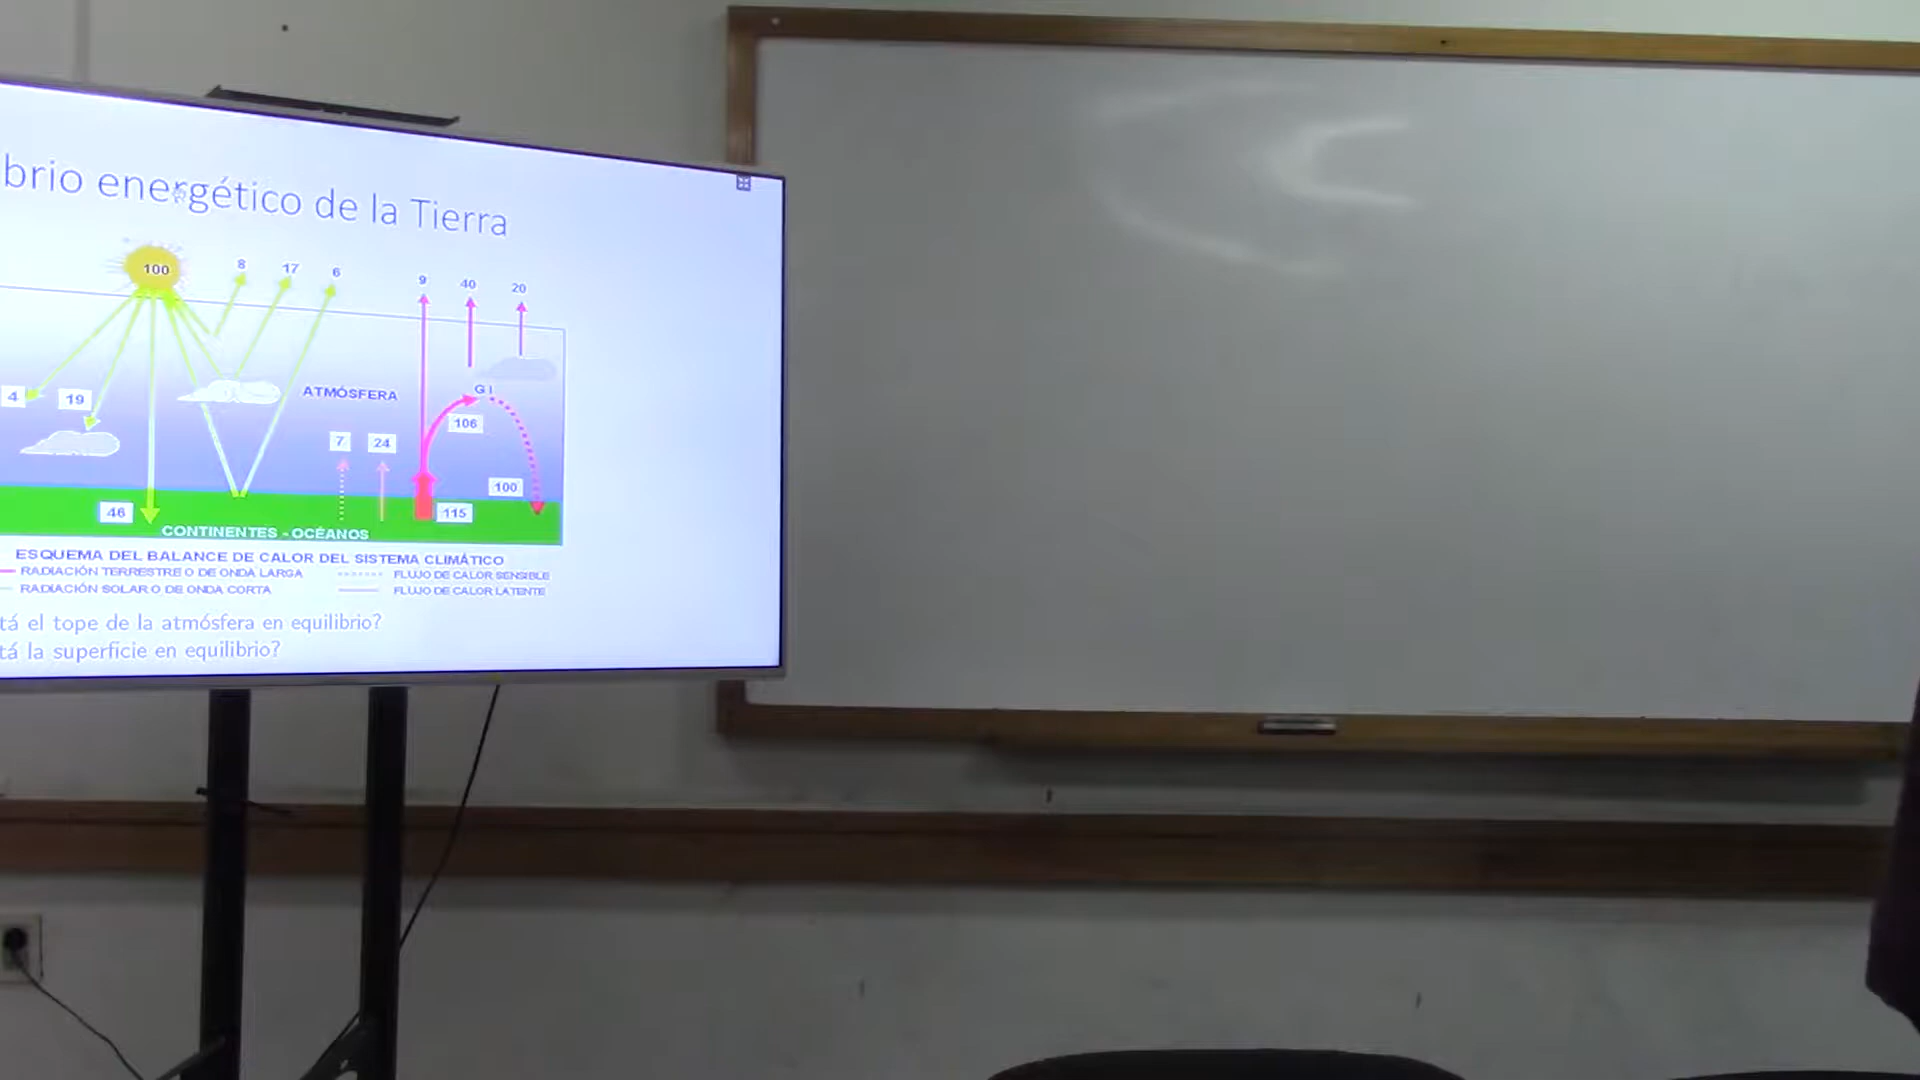 brio energético de la Tierra
100
8 17 6
9 40 20
4 19
ATMÓSFERA
G I
106
7 24
100
46
115
CONTINENTES - OCÉANOS
ESQUEMA DEL BALANCE DE CALOR DEL SISTEMA CLIMÁTICO
RADIACIÓN TERRESTRE O DE ONDA LARGA
FLUJO DE CALOR SENSIBLE
RADIACIÓN SOLAR O DE ONDA CORTA
FLUJO DE CALOR LATENTE
tá el tope de la atmósfera en equilibrio?
tá la superficie en equilibrio?